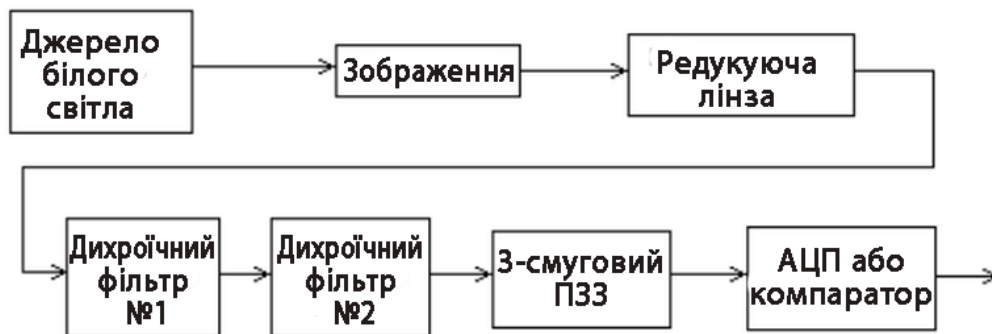 Джерело
білого
світла
Зображення
Редукуюча
лінза
Дихроїчний
фільтр
№1
Дихроїчний
фільтр
№2
3-смуговий
ПЗЗ
АЦП або
компаратор